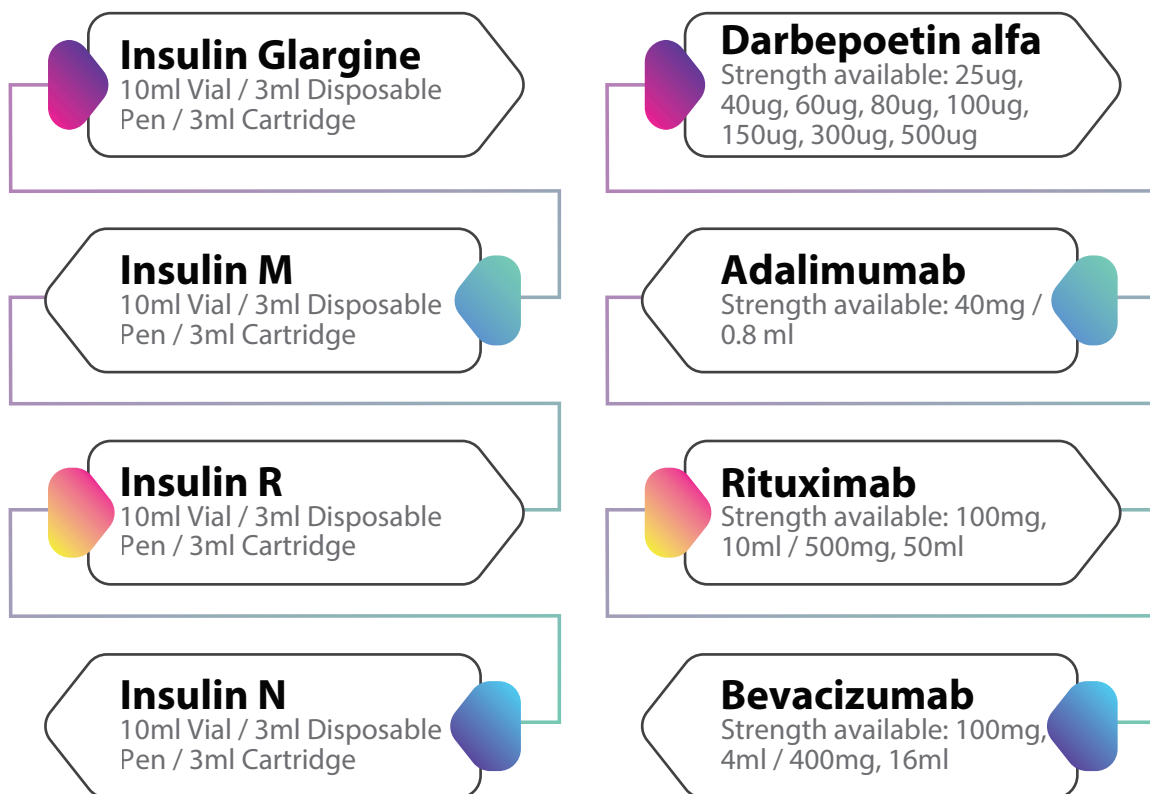 Insulin Glargine
10ml Vial / 3ml Disposable
Pen / 3ml Cartridge
Insulin M
10ml Vial / 3ml Disposable
Pen / 3ml Cartridge
Insulin R
10ml Vial / 3ml Disposable
Pen / 3ml Cartridge
Insulin N
10ml Vial / 3ml Disposable
Pen / 3ml Cartridge
Darbepoetin alfa
Strength available: 25ug,
40ug, 60ug, 80ug, 100ug,
150ug, 300ug, 500ug
Adalimumab
Strength available: 40mg /
0.8 ml
Rituximab
Strength available: 100mg,
10ml / 500mg, 50ml
Bevacizumab
Strength available: 100mg,
4ml / 400mg, 16ml